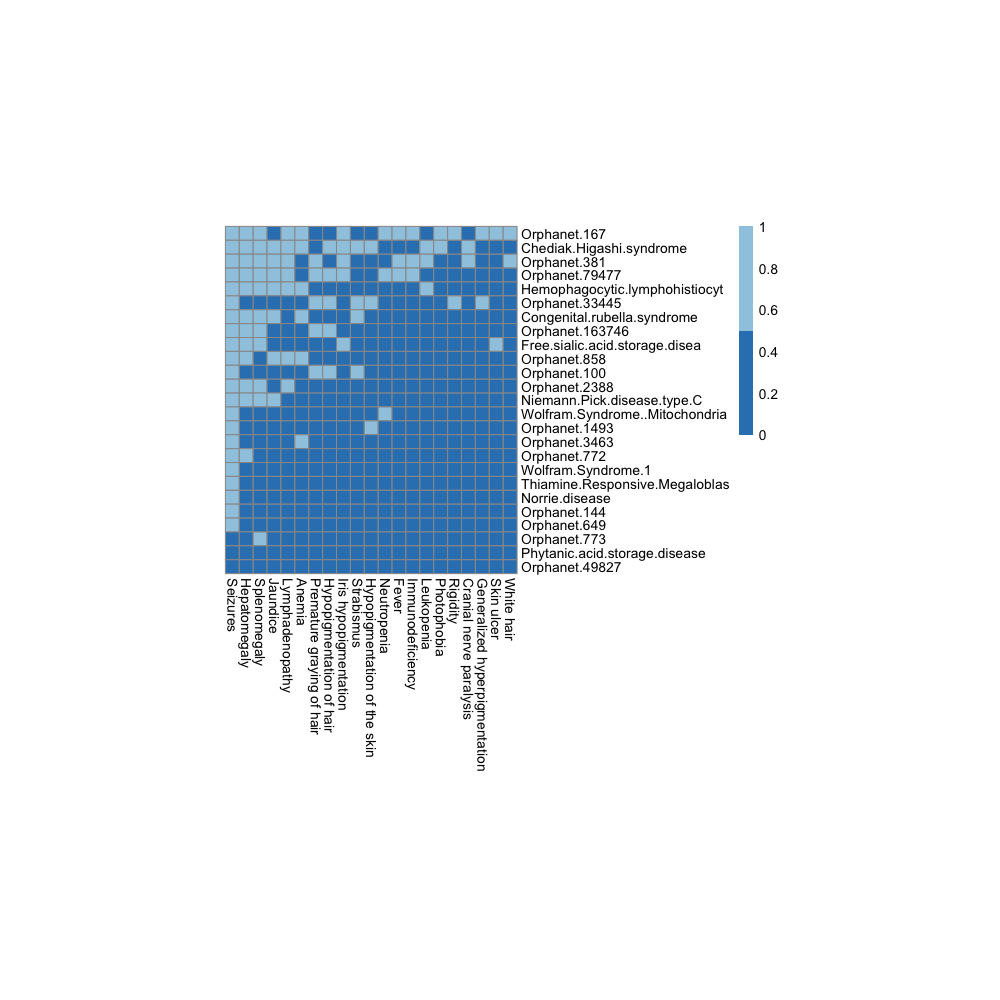 Orphanet.167
Chediak.Higashi.syndrome
Orphanet.381
Orphanet.79477
Hemophagocytic.lymphohistiocyt
Orphanet.33445
Congenital.rubella.syndrome
Orphanet.163746
Free.sialic.acid.storage.disea
Orphanet.858
Orphanet.100
Orphanet.2388
Niemann.Pick.disease.type.C
Wolfram.Syndrome..Mitochondria
Orphanet.1493
Orphanet.3463
Orphanet.772
Wolfram.Syndrome.1
Thiamine.Responsive.Megaloblas
Norrie.disease
Orphanet.144
Orphanet.649
Orphanet.773
Phytanic.acid.storage.disease
Orphanet.49827
1
0.8
0.6
0.4
0.2
0
Seizures
Hepatomegaly
Splenomegaly
Jaundice
Lymphadenopathy
Anemia
Premature graying of hair
Hypopigmentation of hair
Iris hypopigmentation
Strabismus
Hypopigmentation of the skin
Neutropenia
Fever
Immunodeficiency
Leukopenia
Photophobia
Rigidity
Cranial nerve paralysis
Generalized hyperpigmentation
Skin ulcer
White hair